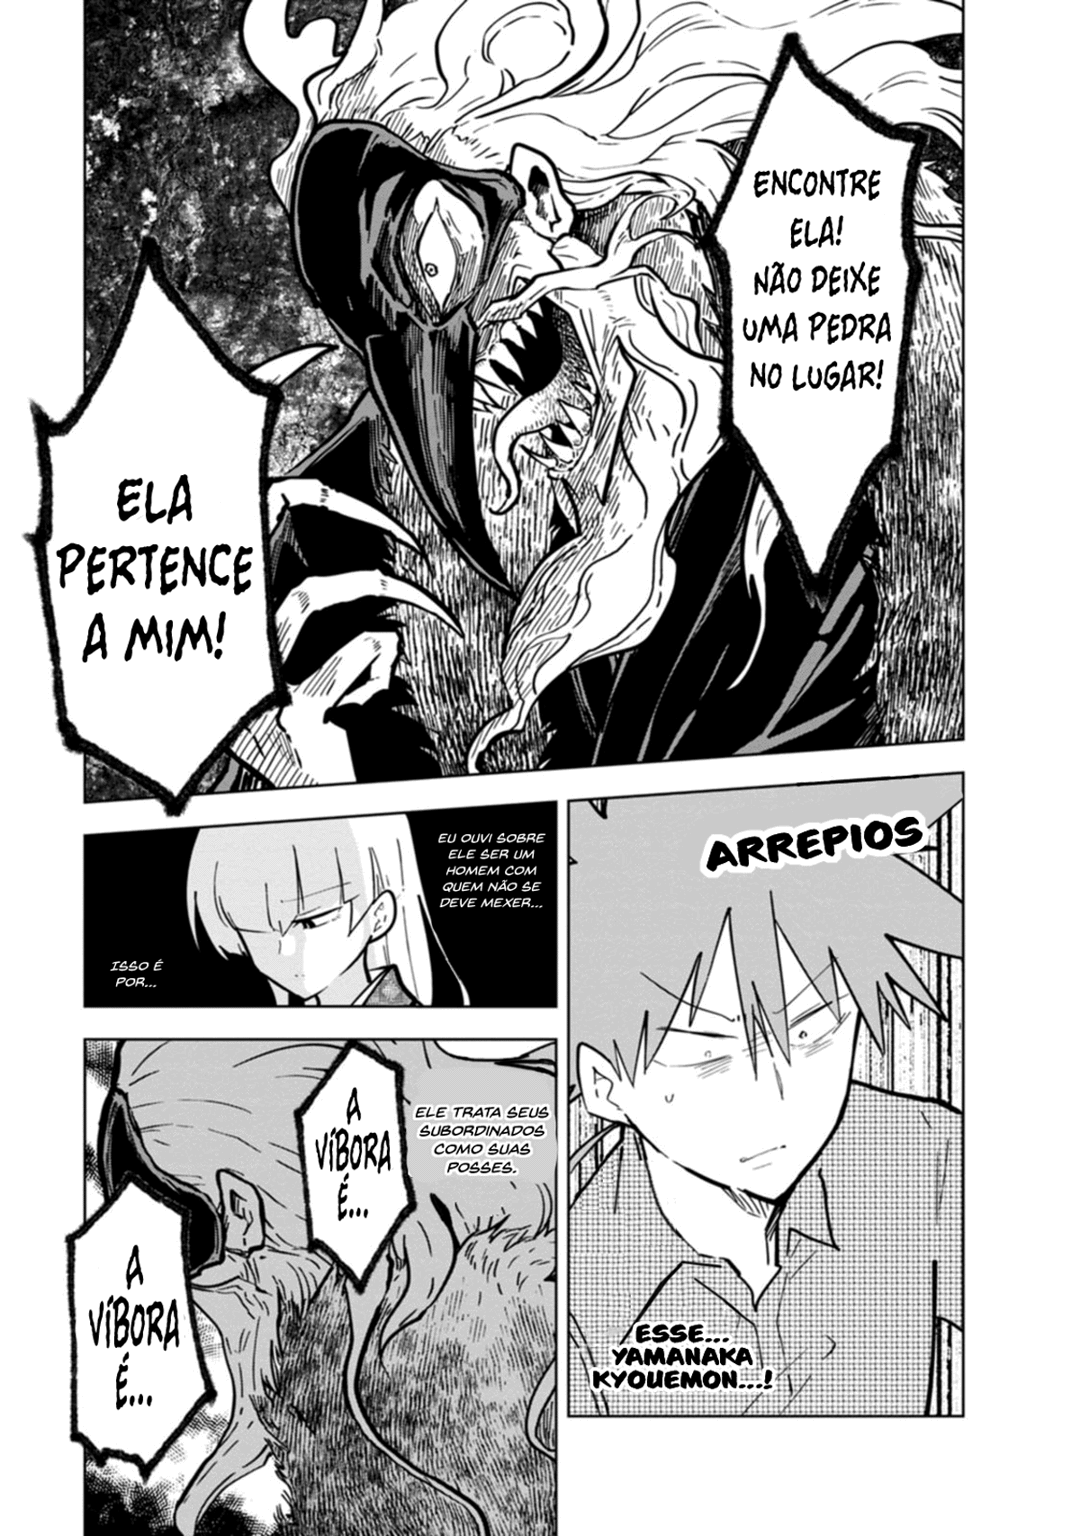 ENCONTRE
ELA!
NÃO DEIXE
UMA PEDRA
NO LUGAR!
ELA
PERTENCE
A MIM!
ARREPIOS
ESSE...
YAMANAKA
KYOUEMON...!
EU OUVI SOBRE
ELE SER UM
HOMEM COM
QUEM NÃO SE
DEVE MEXER...
ISSO É
POR...
ELE TRATA SEUS
SUBORDINADOS
COMO SUAS
POSSES.
A
VÍBORA
É...
A
VÍBORA
É...